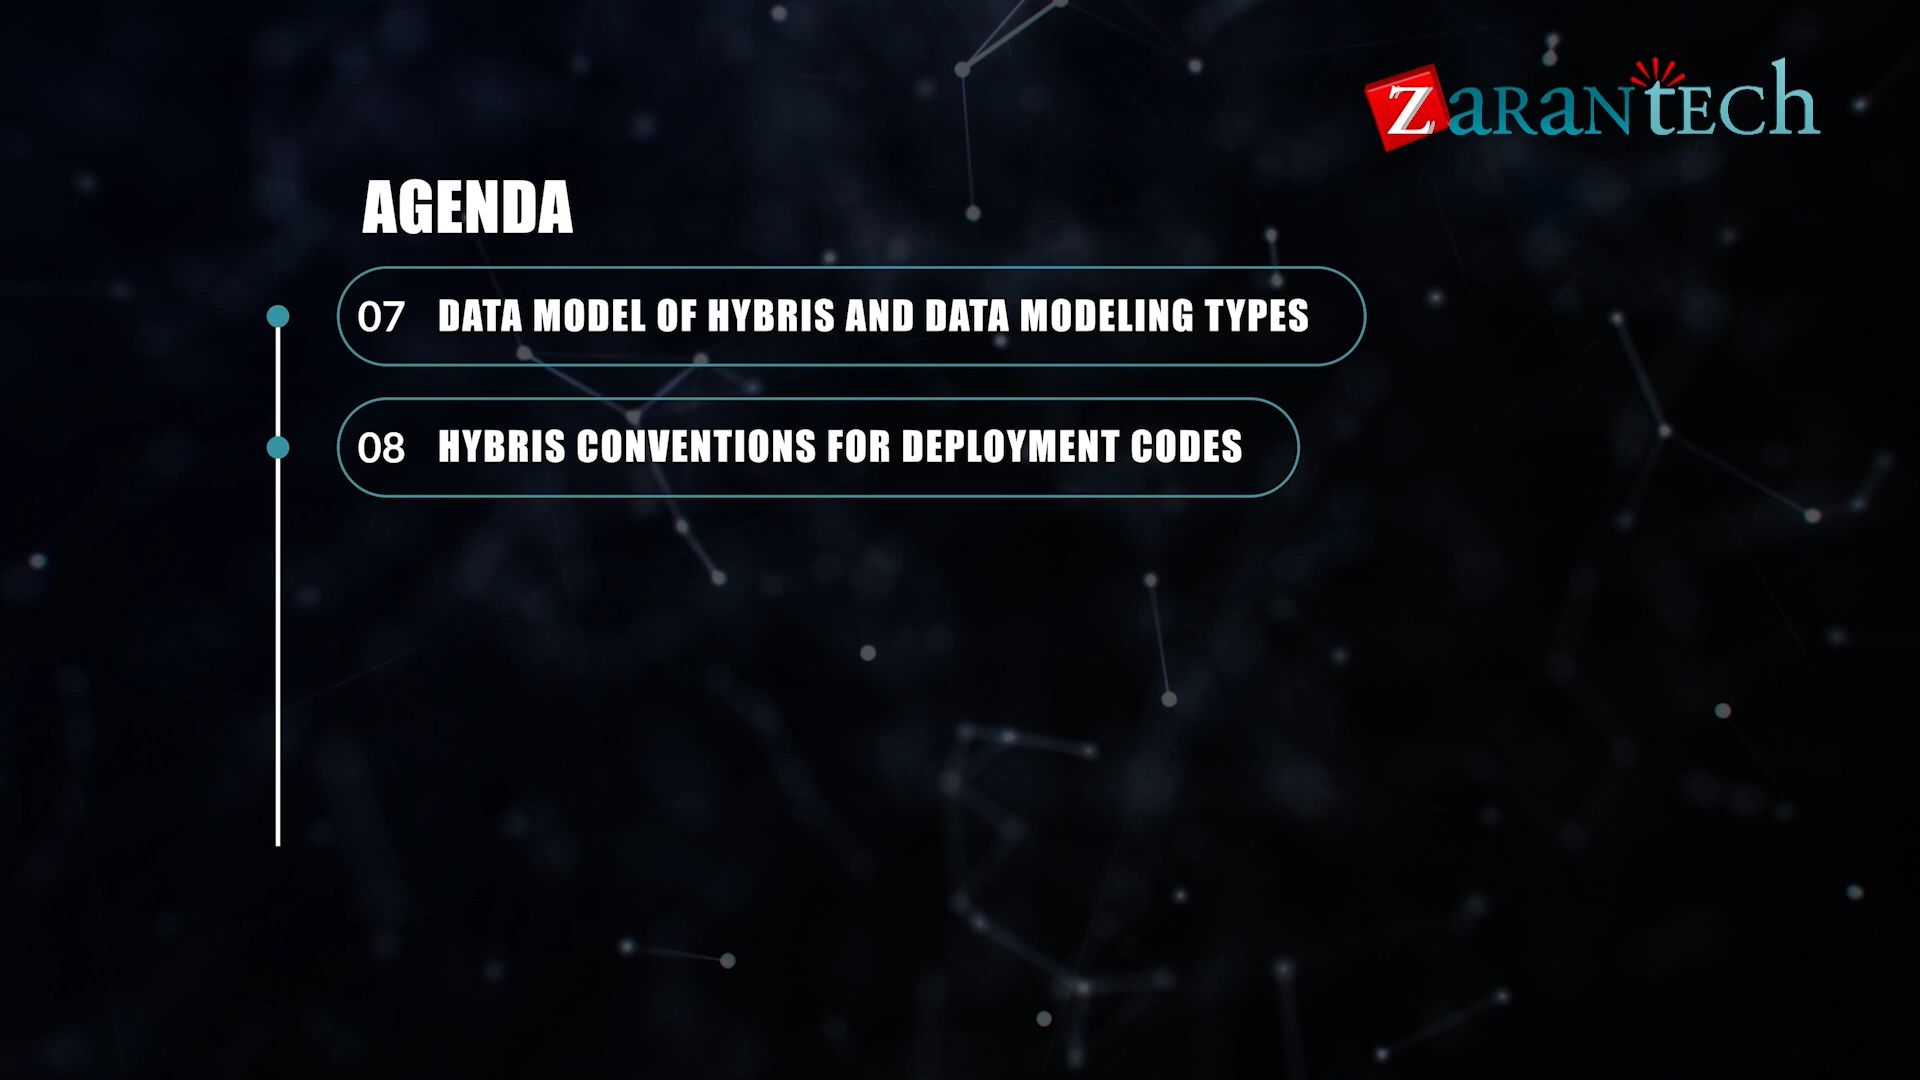 ZaranTech
AGENDA
07 DATA MODEL OF HYBRIS AND DATA MODELING TYPES
08 HYBRIS CONVENTIONS FOR DEPLOYMENT CODES